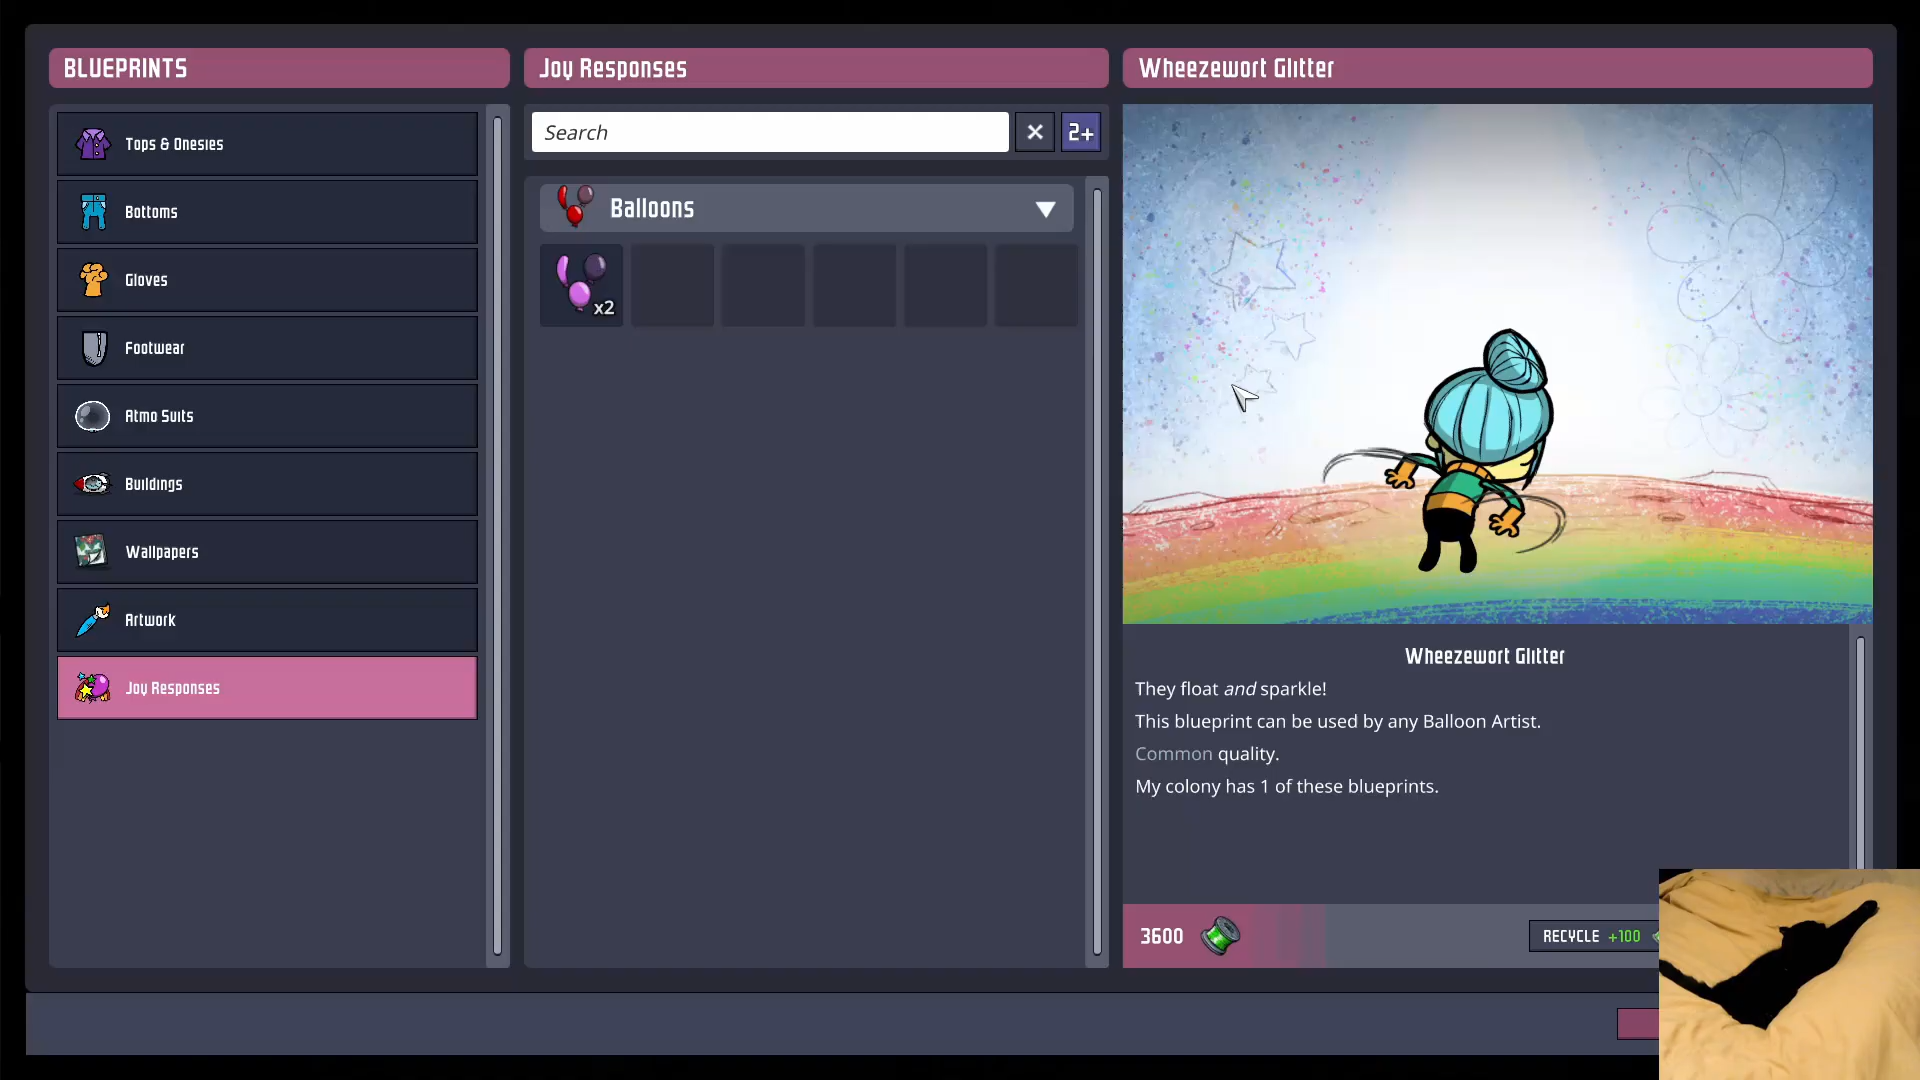 BLUEPRINTS
Tops & Onesies
Bottoms
Gloves
Footwear
Atmo Suits
Buildings
Wallpapers
Artwork
Joy Responses
Joy Responses
Search
2+
Balloons
x2
Wheezewort Glitter
Wheezewort Glitter
They float and sparkle!
This blueprint can be used by any Balloon Artist.
Common quality.
My colony has 1 of these blueprints.
3600
RECYCLE +100